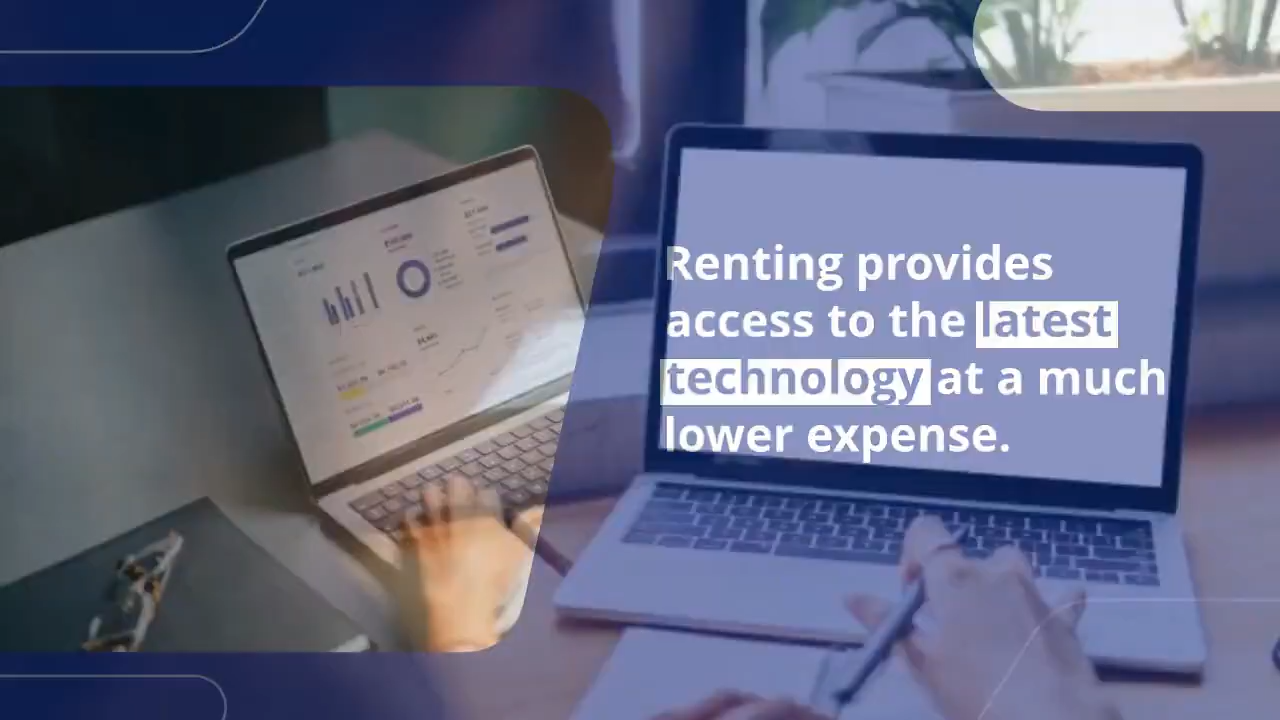 Renting provides
access to the latest
technology at a much
lower expense.